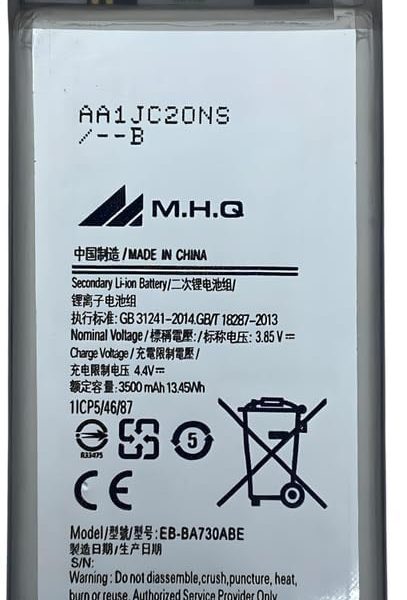 AA1JC20NS
/--B
M.H.Q
中国制造/MADE IN CHINA
Secondary Li-ion Battery/二次锂电池组/
锂离子电池组
执行标准: GB 31241-2014.GB/T 18287-2013
Nominal Voltage/標稱電壓:/标称电压: 3.85V⎓
Charge Voltage/充電限制電壓/
充电限制电压 4.4V⎓
额定容量: 3500 mAh 13.45Wh
1ICP5/46/87
R33475
5
CE
Model/型號/型号: EB-BA730ABE
製造日期/生产日期
S/N:
Warning: Do not disassemble,crush,puncture, heat,
burn or reuse. Authorized Service Provider Only.